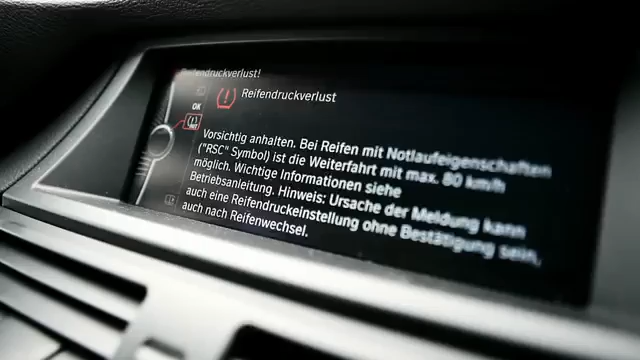 Reifendruckverlust!
OK
Reifendruckverlust
Vorsichtig anhalten. Bei Reifen mit Notlaufeigenschaften
("RSC" Symbol) ist die Weiterfahrt mit max. 80 km/h
möglich. Wichtige Informationen siehe
Betriebsanleitung. Hinweis: Ursache der Meldung kann
auch eine Reifendruckeinstellung ohne Bestätigung sein,
auch nach Reifenwechsel.